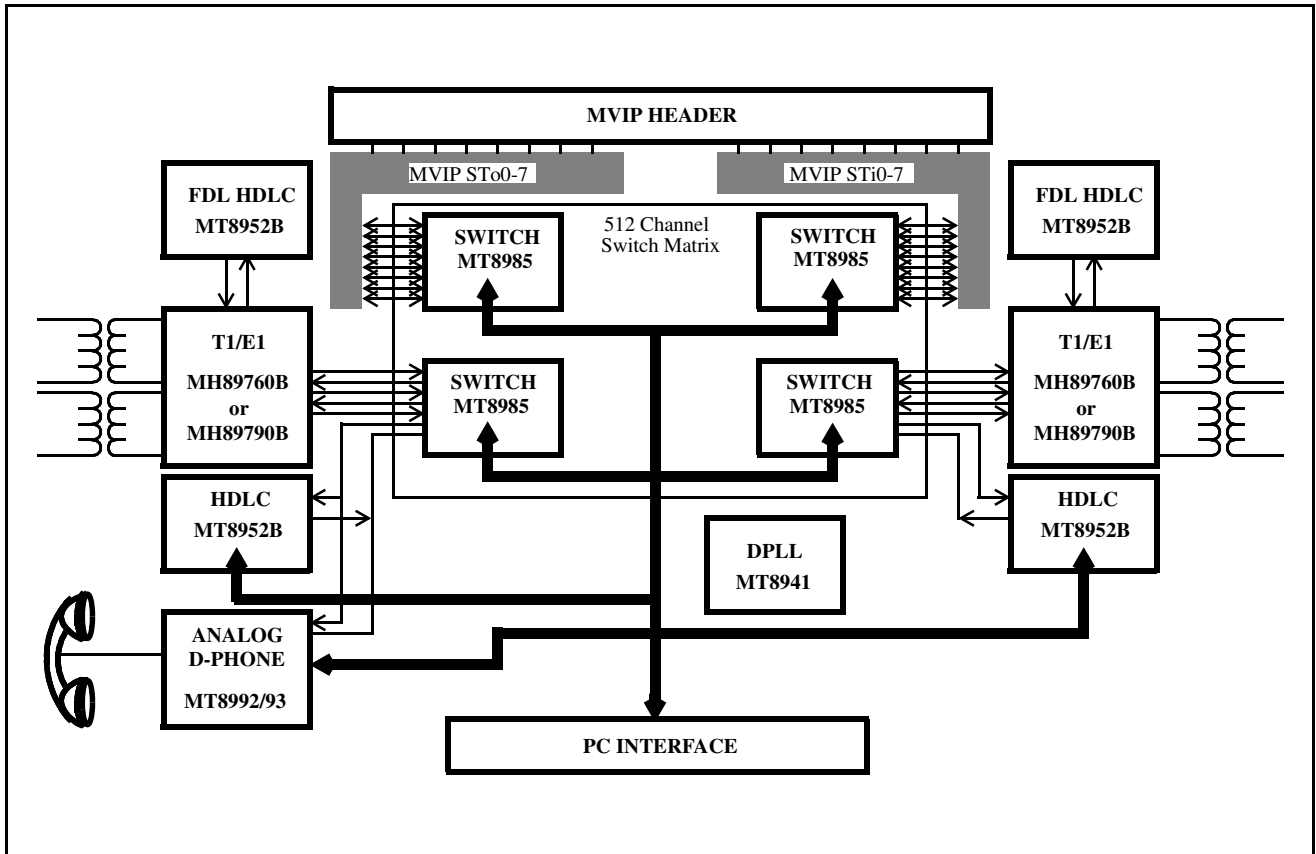 MVIP HEADER
MVIP STo0-7
MVIP STi0-7
FDL HDLC
MT8952B
FDL HDLC
MT8952B
512 Channel
Switch Matrix
SWITCH
MT8985
SWITCH
MT8985
T1/E1
MH89760B
or
MH89790B
SWITCH
MT8985
SWITCH
MT8985
T1/E1
MH89760B
or
MH89790B
HDLC
MT8952B
HDLC
MT8952B
DPLL
MT8941
ANALOG
D-PHONE
MT8992/93
PC INTERFACE